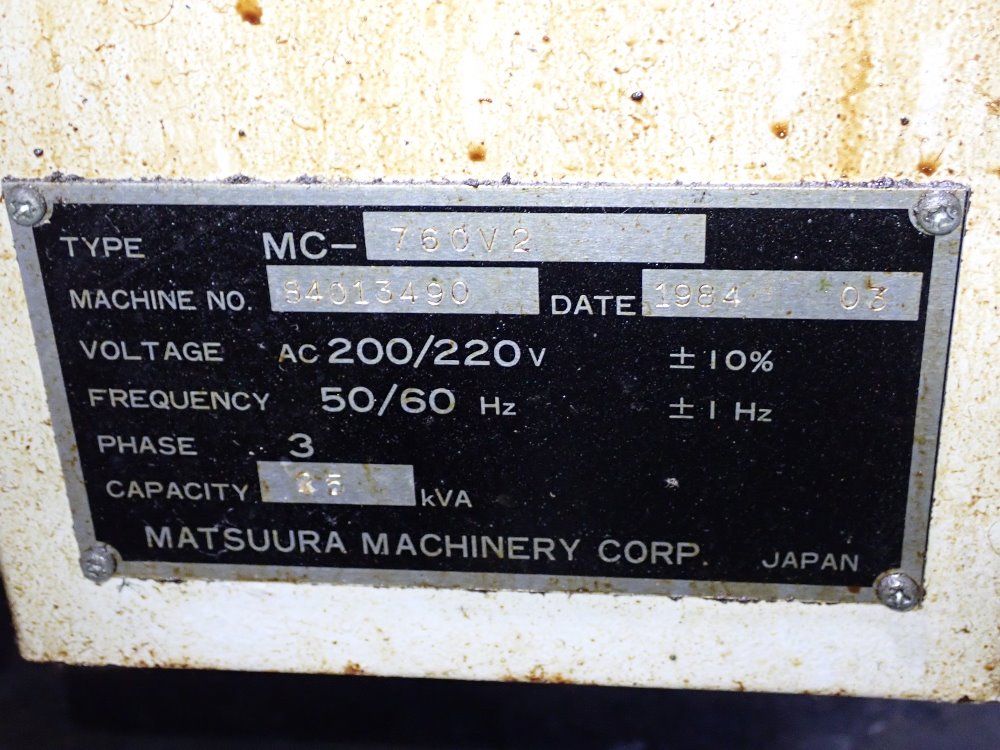 TYPE MC- 760V2
MACHINE NO. 84013490 DATE 1984 03
VOLTAGE AC 200/220 V ±10%
FREQUENCY 50/60 Hz ±1 Hz
PHASE 3
CAPACITY kVA
MATSUURA MACHINERY CORP. JAPAN